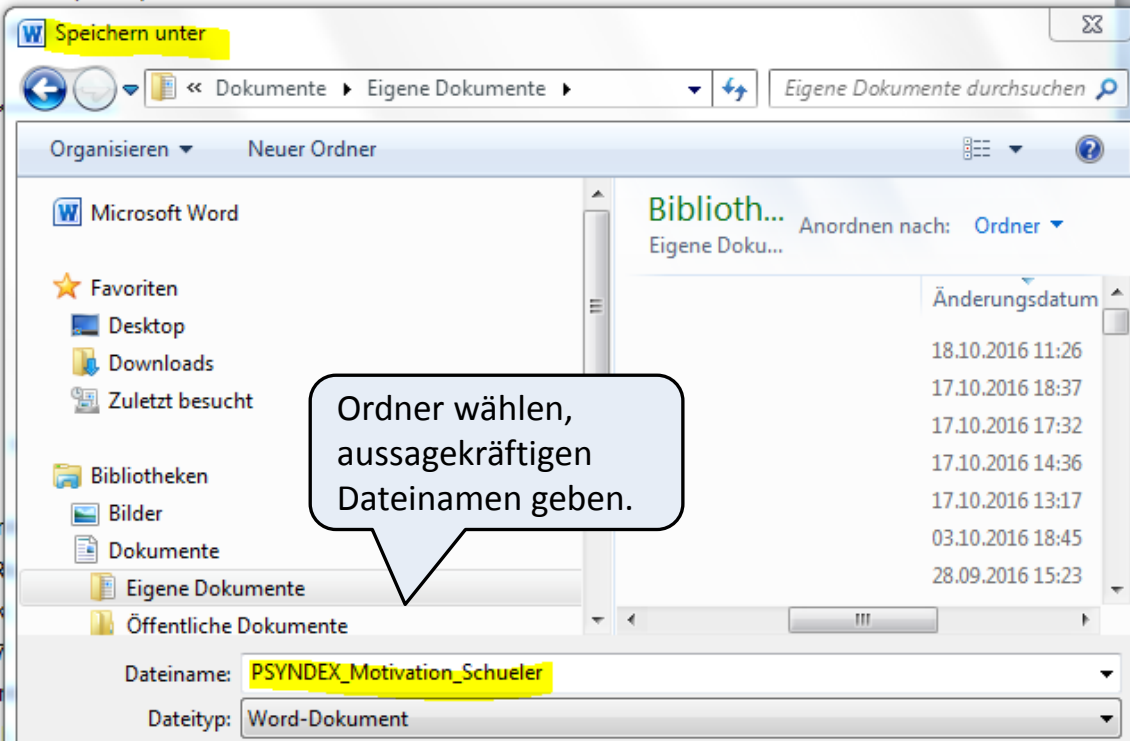 Speichern unter
« Dokumente Eigene Dokumente
Eigene Dokumente durchsuchen
Organisieren Neuer Ordner
Microsoft Word
Favoriten
Desktop
Downloads
Zuletzt besucht
Bibliotheken
Bilder
Dokumente
Eigene Dokumente
Öffentliche Dokumente
Biblioth...
Eigene Doku...
Anordnen nach: Ordner
Änderungsdatum
18.10.2016 11:26
17.10.2016 18:37
17.10.2016 17:32
17.10.2016 14:36
17.10.2016 13:17
03.10.2016 18:45
28.09.2016 15:23
Ordner wählen,
aussagekräftigen
Dateinamen geben.
Dateiname: PSYNDEX_Motivation_Schueler
Dateityp: Word-Dokument